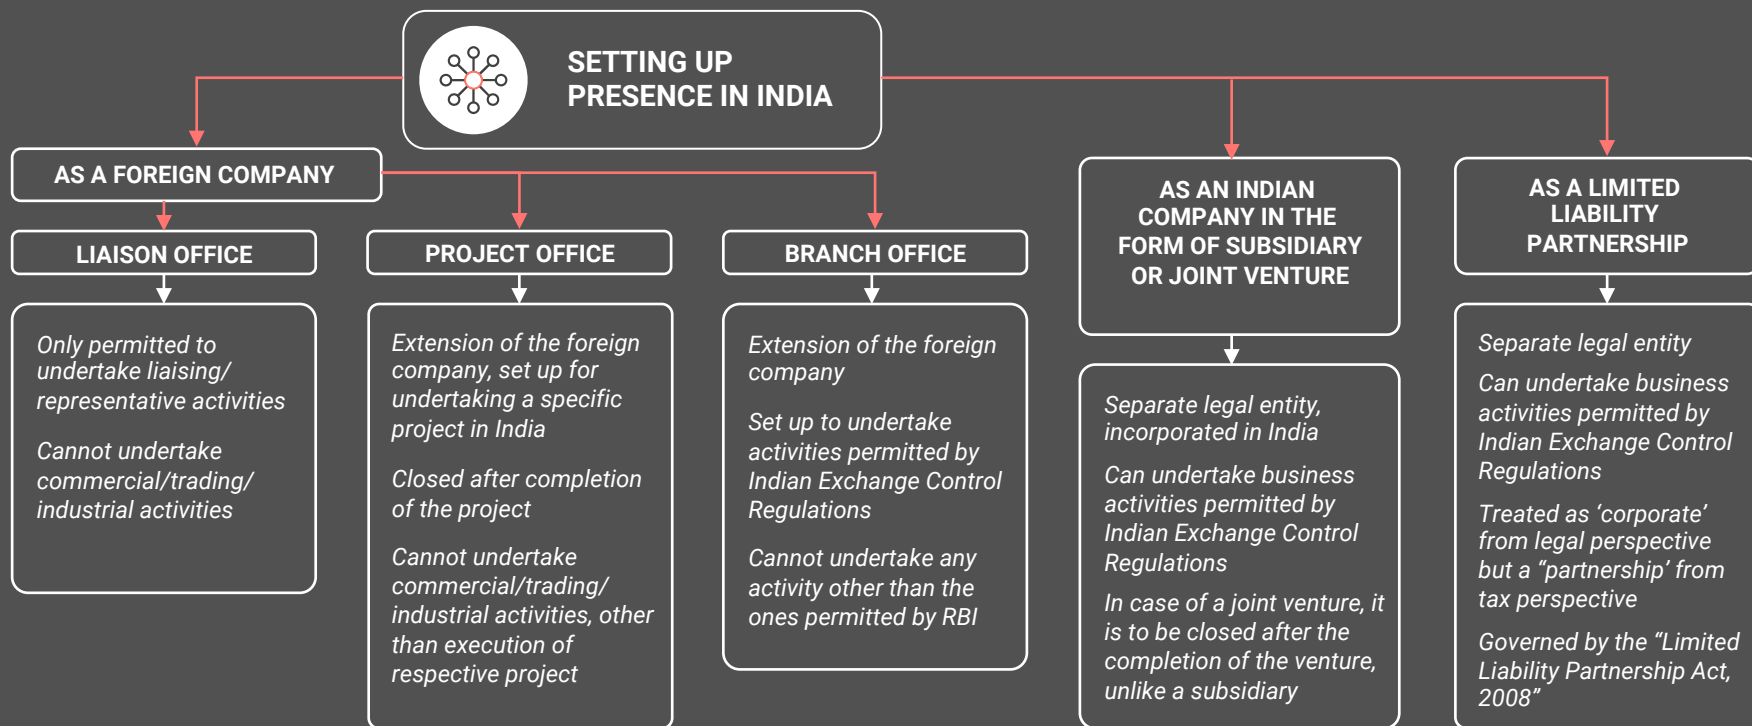 SETTING UP
PRESENCE IN INDIA
AS A FOREIGN COMPANY
LIAISON OFFICE
Only permitted to
undertake liaising/
representative activities
Cannot undertake
commercial/trading/
industrial activities
PROJECT OFFICE
Extension of the foreign
company, set up for
undertaking a specific
project in India
Closed after completion
of the project
Cannot undertake
commercial/trading/
industrial activities, other
than execution of
respective project
BRANCH OFFICE
Extension of the foreign
company
Set up to undertake
activities permitted by
Indian Exchange Control
Regulations
Cannot undertake any
activity other than the
ones permitted by RBI
AS AN INDIAN
COMPANY IN THE
FORM OF SUBSIDIARY
OR JOINT VENTURE
Separate legal entity,
incorporated in India
Can undertake business
activities permitted by
Indian Exchange Control
Regulations
In case of a joint venture, it
is to be closed after the
completion of the venture,
unlike a subsidiary
AS A LIMITED
LIABILITY
PARTNERSHIP
Separate legal entity
Can undertake business
activities permitted by
Indian Exchange Control
Regulations
Treated as ‘corporate’
from legal perspective
but a “partnership’ from
tax perspective
Governed by the “Limited
Liability Partnership Act,
2008”